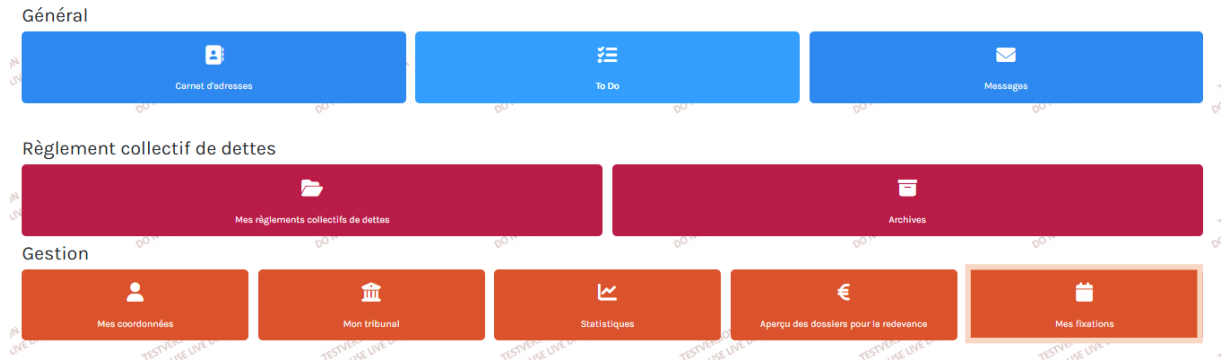 Général
Carnet d'adresses
To Do
Messages
Règlement collectif de dettes
Mes règlements collectifs de dettes
Archives
Gestion
Mes coordonnées
Mon tribunal
Statistiques
Aperçu des dossiers pour la redevance
Mes fixations